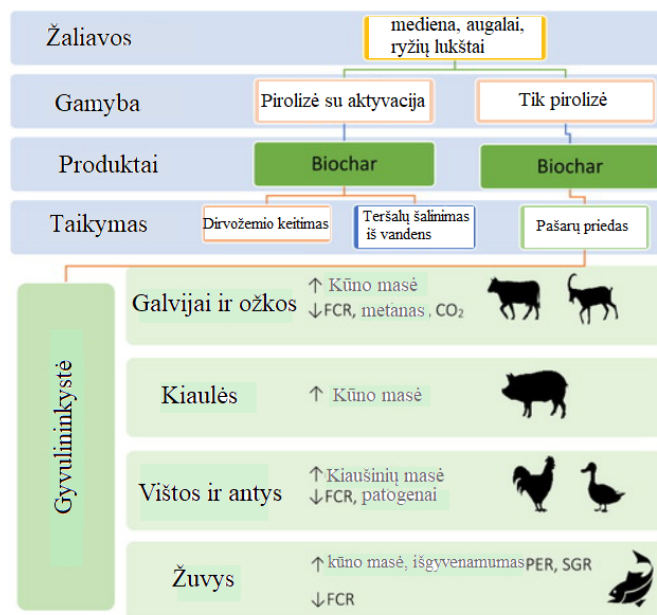 Žaliavos
mediena, augalai,
ryžių lukštai
Gamyba
Pirolizė su aktyvacija
Tik pirolizė
Produktai
Biochar
Biochar
Taikymas
Dirvožemio keitimas
Teršalų šalinimas
iš vandens
Pašarų priedas
Gyvulininkystė
Galvijai ir ožkos
↑ Kūno masė
↓FCR, metanas, CO₂
Kiaulės
↑ Kūno masė
Vištos ir antys
↑Kiaušinių masė
↓FCR, patogenai
Žuvys
↑kūno masė, išgyvenamumas PER, SGR
↓FCR